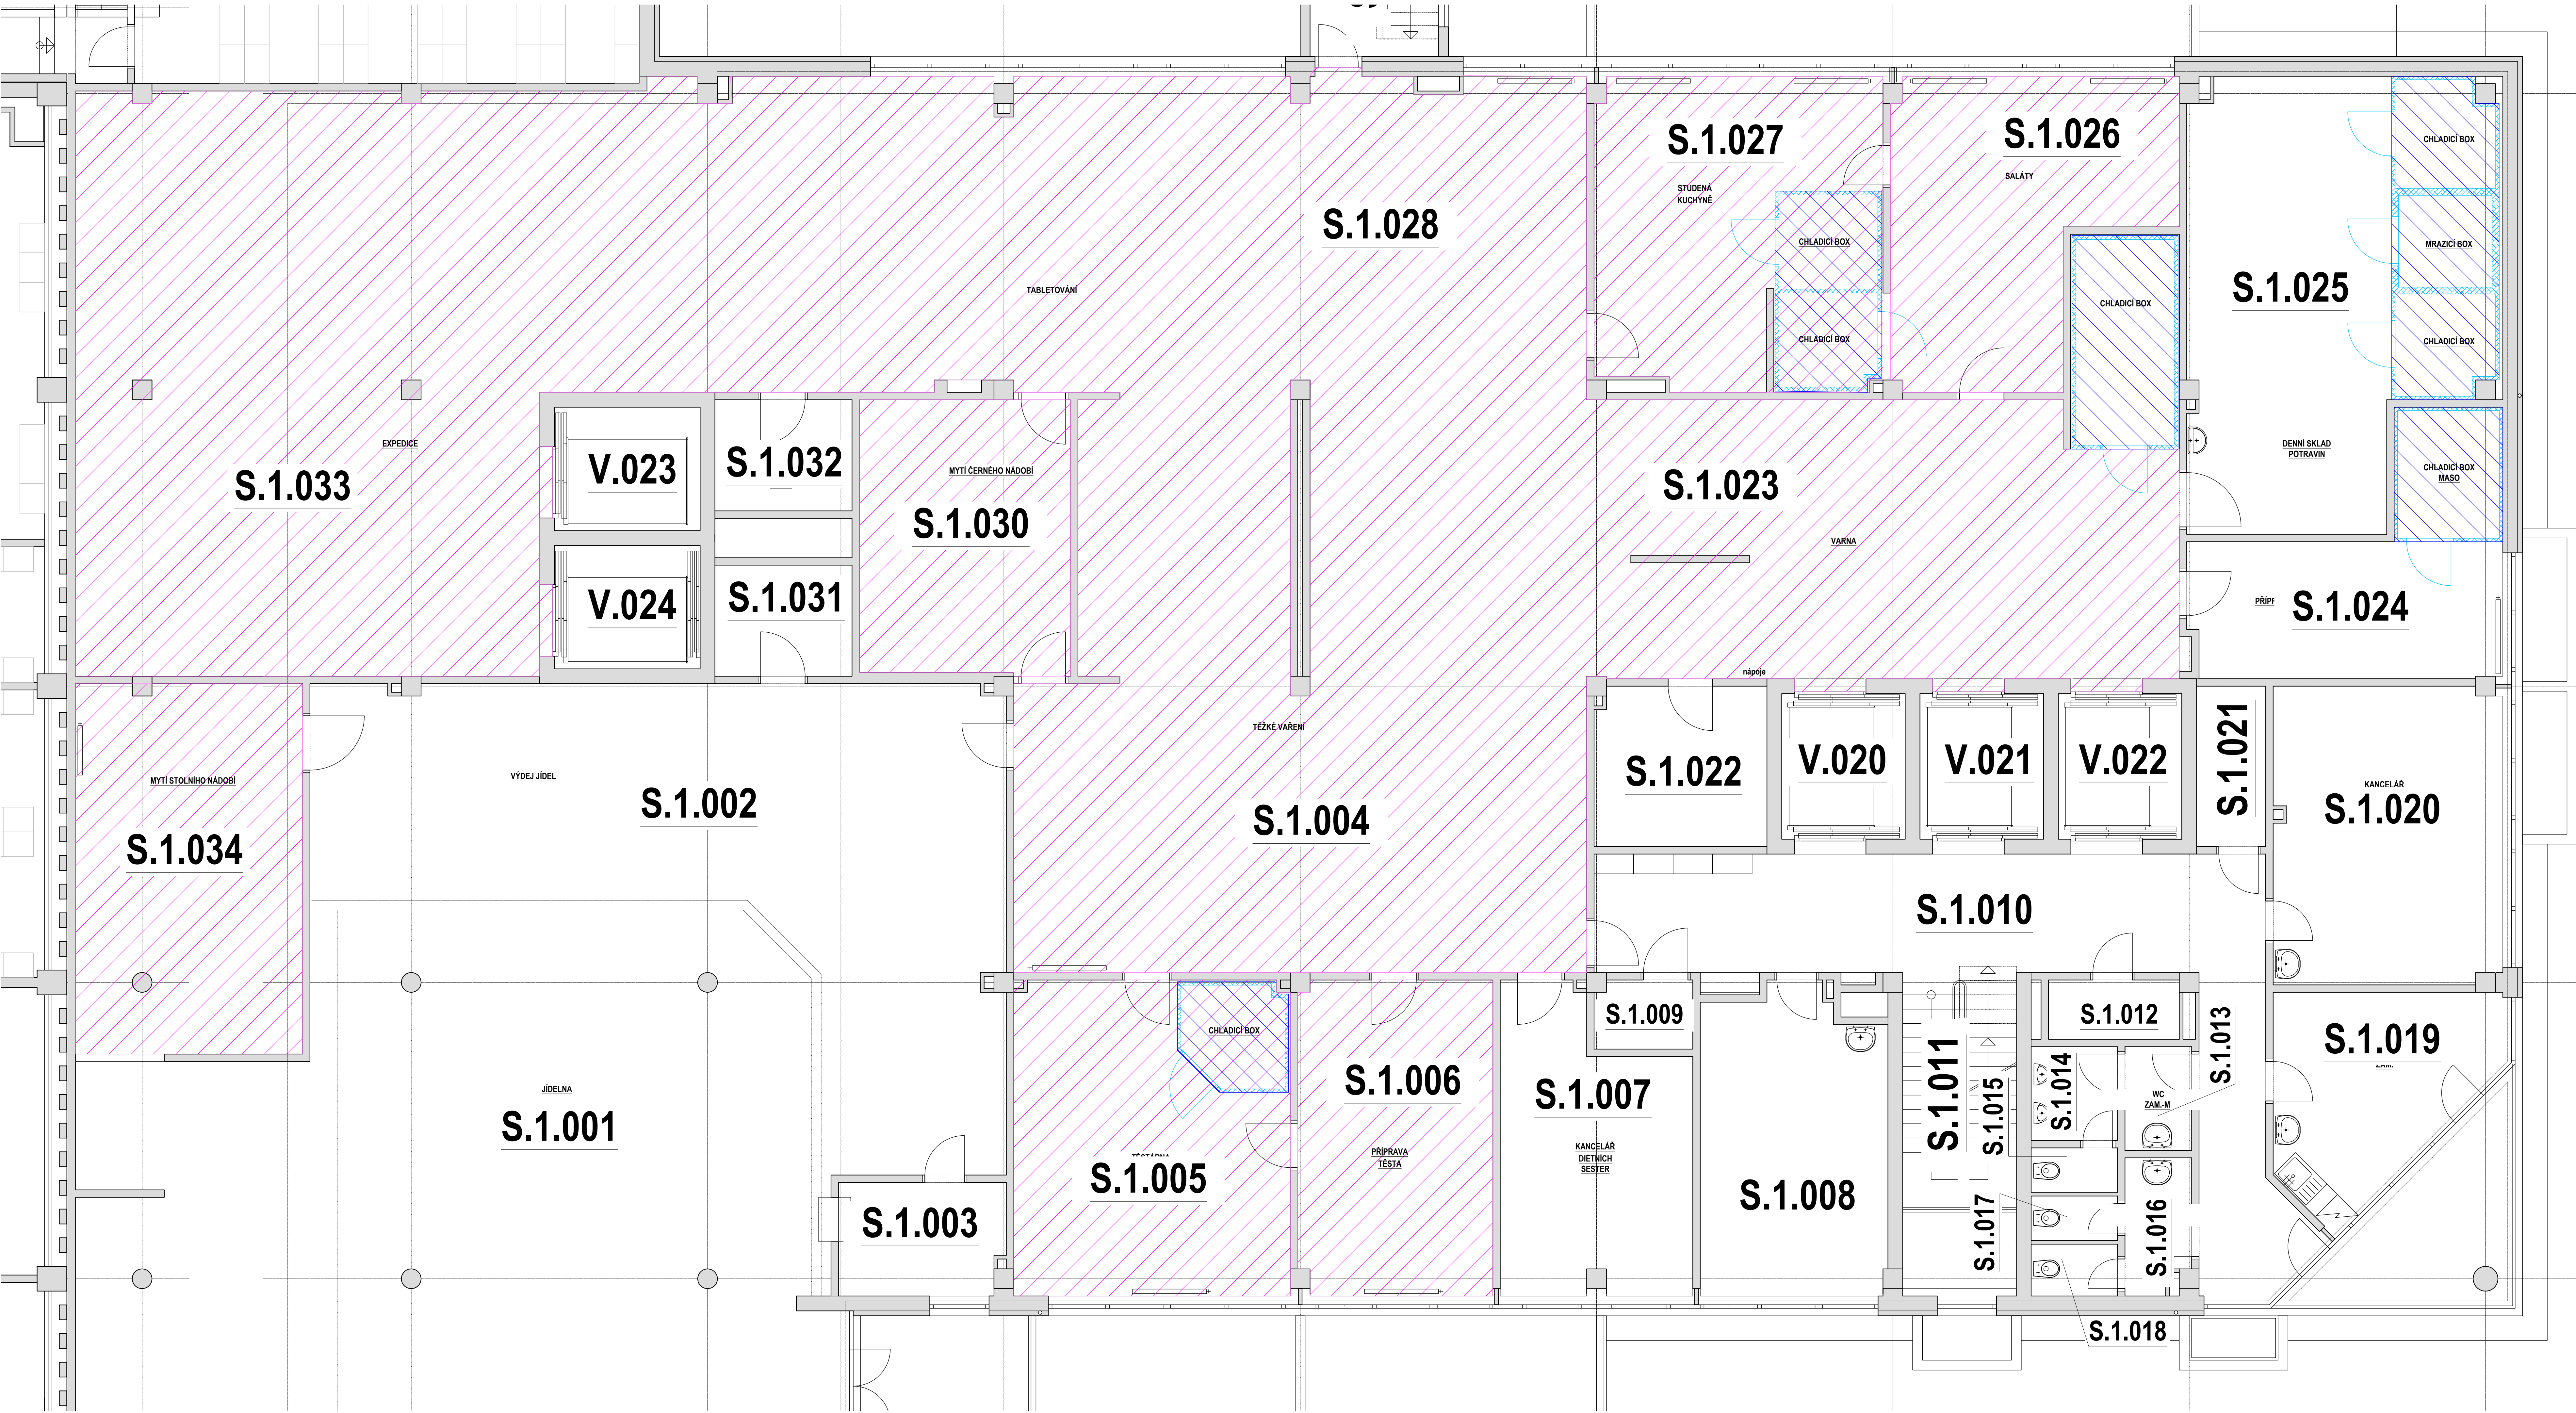 S.1.027
STUDENÁ
KUCHYNĚ
S.1.026
SALÁTY
CHLADICÍ BOX
MRAZICÍ BOX
CHLADICÍ BOX
S.1.025
S.1.028
TABLETOVÁNÍ
CHLADICÍ BOX
CHLADICÍ BOX
CHLADICÍ BOX
DENNÍ SKLAD
POTRAVIN
CHLADICÍ BOX
MASO
EXPEDICE
S.1.033
V.023
V.024
S.1.032
S.1.031
MYTÍ ČERNÉHO NÁDOBÍ
S.1.030
S.1.023
VARNA
S.1.024
nápoje
MYTÍ STOLNÍHO NÁDOBÍ
S.1.034
VÝDEJ JÍDEL
S.1.002
TĚŽKÉ VAŘENÍ
S.1.004
S.1.022
V.020
V.021
V.022
S.1.021
KANCELÁŘ
S.1.020
S.1.010
JÍDELNA
S.1.001
S.1.003
CHLADICÍ BOX
S.1.005
S.1.006
PŘÍPRAVA
TĚSTA
S.1.007
KANCELÁŘ
DIETNÍCH
SESTER
S.1.009
S.1.008
S.1.011
S.1.015
S.1.017
S.1.014
S.1.012
WC
ZAM.-M
S.1.013
S.1.016
S.1.018
S.1.019